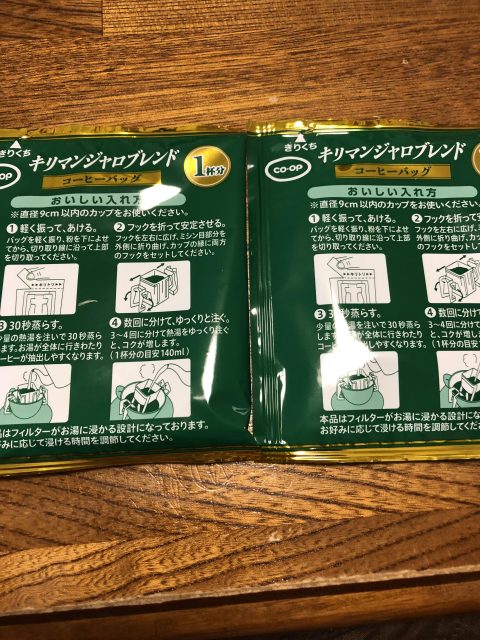 きりくち
キリマンジャロブレンド
1杯分
CO・OP
コーヒーバッグ
おいしい入れ方
※直径9cm以内のカップをお使いください。
1 軽く振って、あける。
バッグを軽く振り、粉を下によせ
てから、切り取り線に沿って上部
を切り取ってください。
キリトリ
2 フックを折って安定させる。
フックを左右に広げ、ミシン目部分を
外側に折り曲げ、カップの縁に両方
のフックをセットしてください。
3 30秒蒸らす。
少量の熱湯を注いで30秒蒸ら
します。お湯が全体に行きわたり
コーヒーが抽出しやすくなります。
4 数回に分けて、ゆっくりと注ぐ。
3~4回に分けて熱湯をゆっくり注ぐ
と、コクが増します。
(1杯分の目安140ml)
品はフィルターがお湯に浸かる設計になっております。
お好みに応じて浸ける時間を調節してください。
きりくち
キリマンジャロブレンド
CO・OP
コーヒーバッグ
おいしい入れ方
※直径9cm以内のカップをお使いください。
1 軽く振って、あける。
バッグを軽く振り、粉を下によせ
てから、切り取り線に沿って上部
を切り取ってください。
キリトリ
2 フックを折って安定
フックを左右に広げ、ミシ
外側に折り曲げ、カップ
のフックをセットしてくだ
3 30秒蒸らす。
少量の熱湯を注いで30秒蒸ら
します。お湯が全体に行きわたり
コーヒーが抽出しやすくなります。
4 数回に分けて、ゆ
3~4回に分けて
と、コクが増します。
(1杯分の目安
本品はフィルターがお湯に浸かる設計にな
お好みに応じて浸ける時間を調節してください。